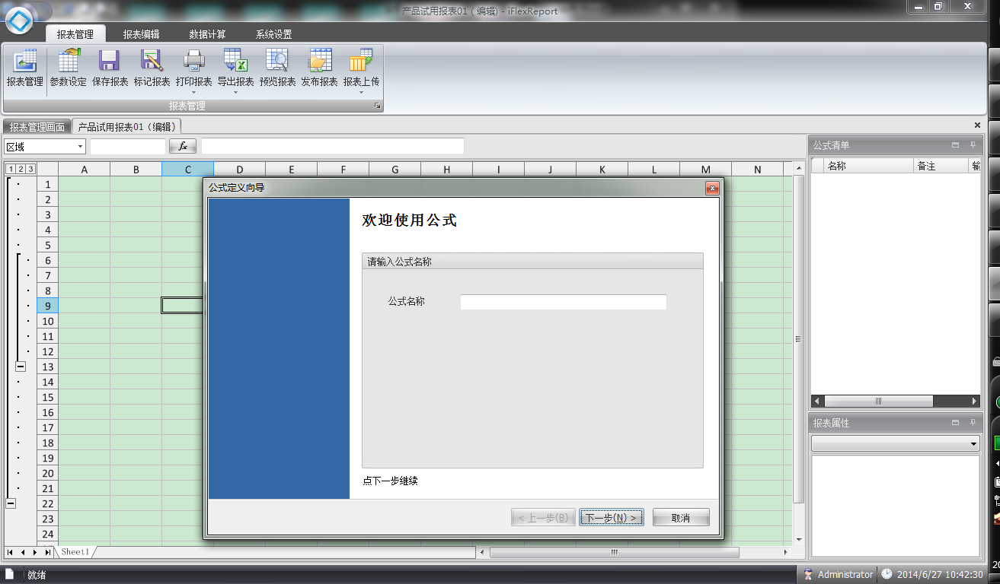 产品试用报表01 ( 编辑) - iFlexReport
报表管理 报表编辑 数据计算 系统设置
报表管理 参数设定 保存报表 标记报表 打印报表 导出报表 预览报表 发布报表 报表上传
报表管理
报表管理画面 产品试用报表01（编辑）
区域 fx
公式清单
名称 备注 输
1 2 3
A B C D E F G H I J K L M N
1
2
3
4
5
6
7
8
9
10
11
12
13
14
15
16
17
18
19
20
21
22
23
24
公式定义向导
欢迎使用公式
请输入公式名称
公式名称
点下一步继续
< 上一步(B) 下一步(N) > 取消
报表属性
Sheet1
就绪
Administrator 2014/6/27 10:42:30